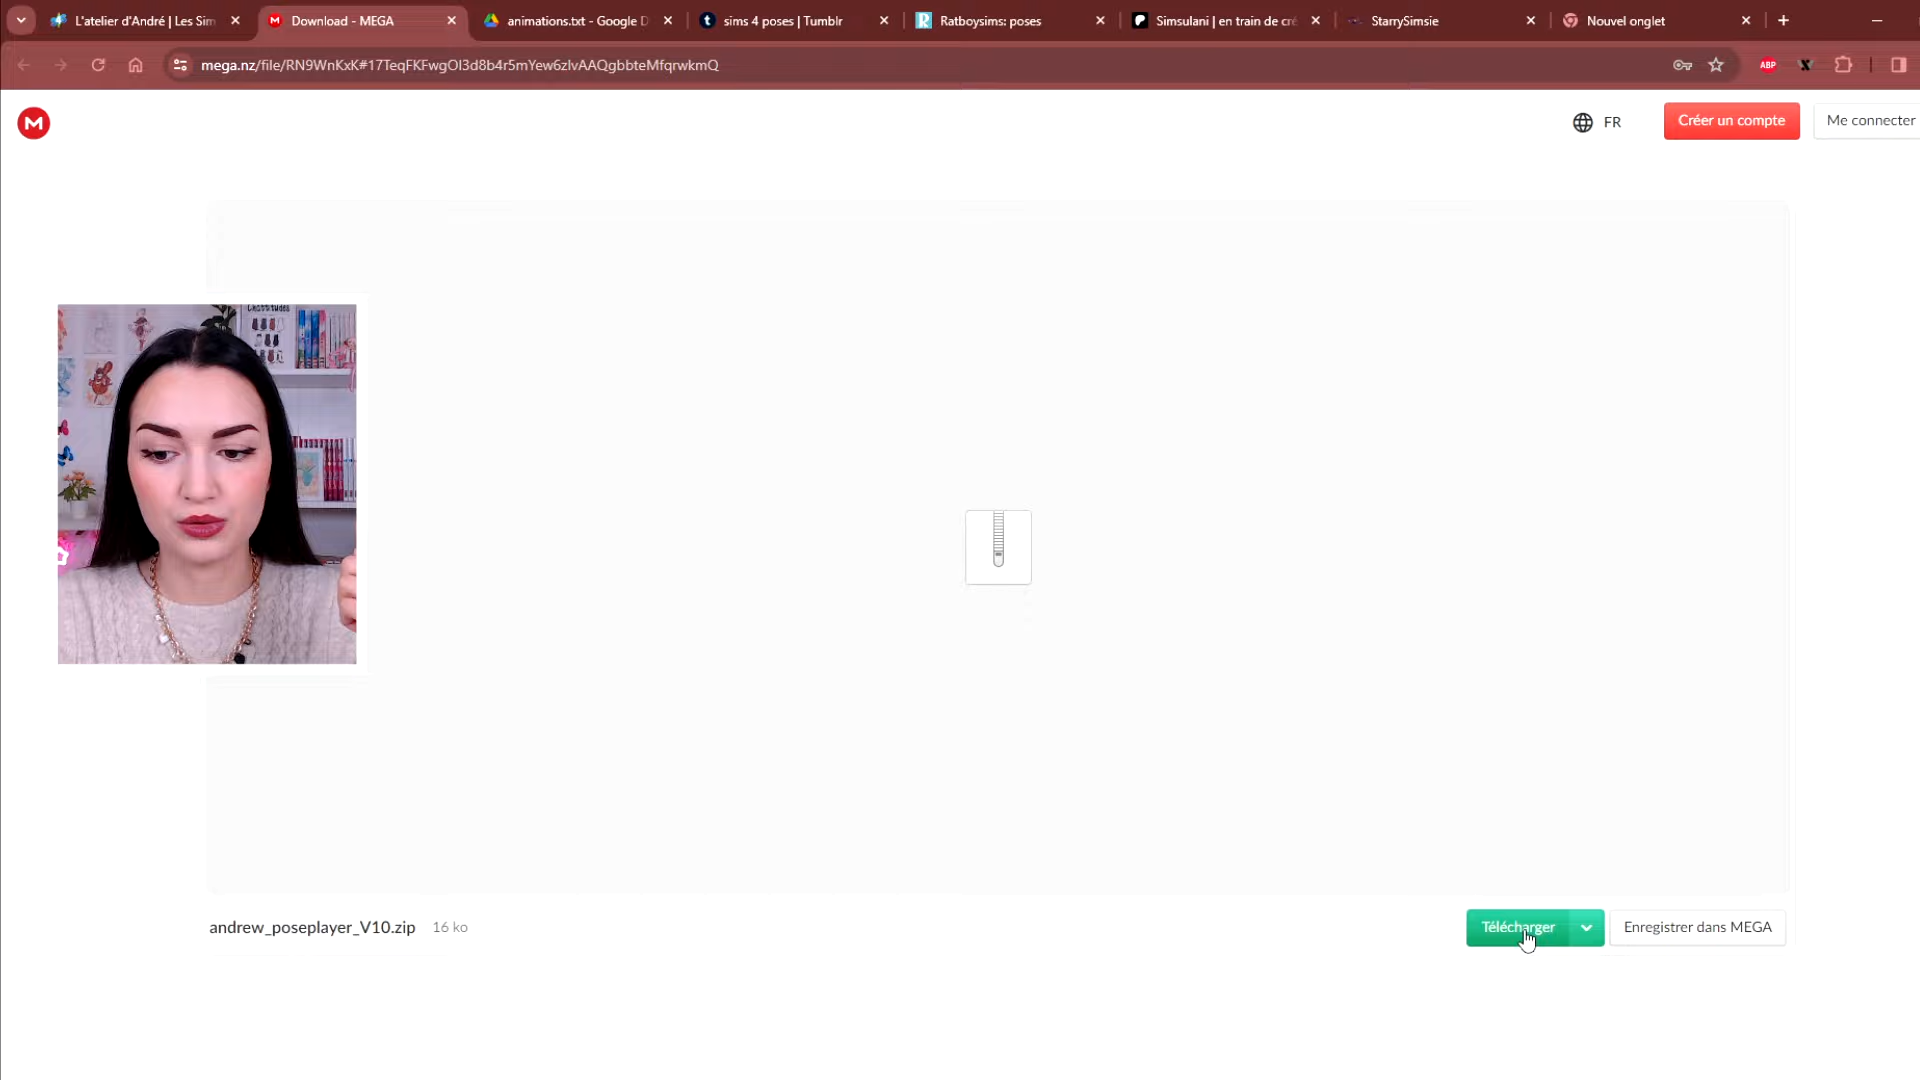 L'atelier d'André | Les Sim
Download - MEGA
animations.txt - Google D
sims 4 poses | Tumblr
Ratboysims: poses
Simsulani | en train de cré
StarrySimsie
Nouvel onglet
mega.nz/file/RN9WnKxK#17TeqFKFwgOI3d8b4r5mYew6zIvAAQgbbteMfqrwkmQ
ABP
FR
Créer un compte
Me connecter
andrew_poseplayer_V10.zip 16 ko
Télécharger
Enregistrer dans MEGA